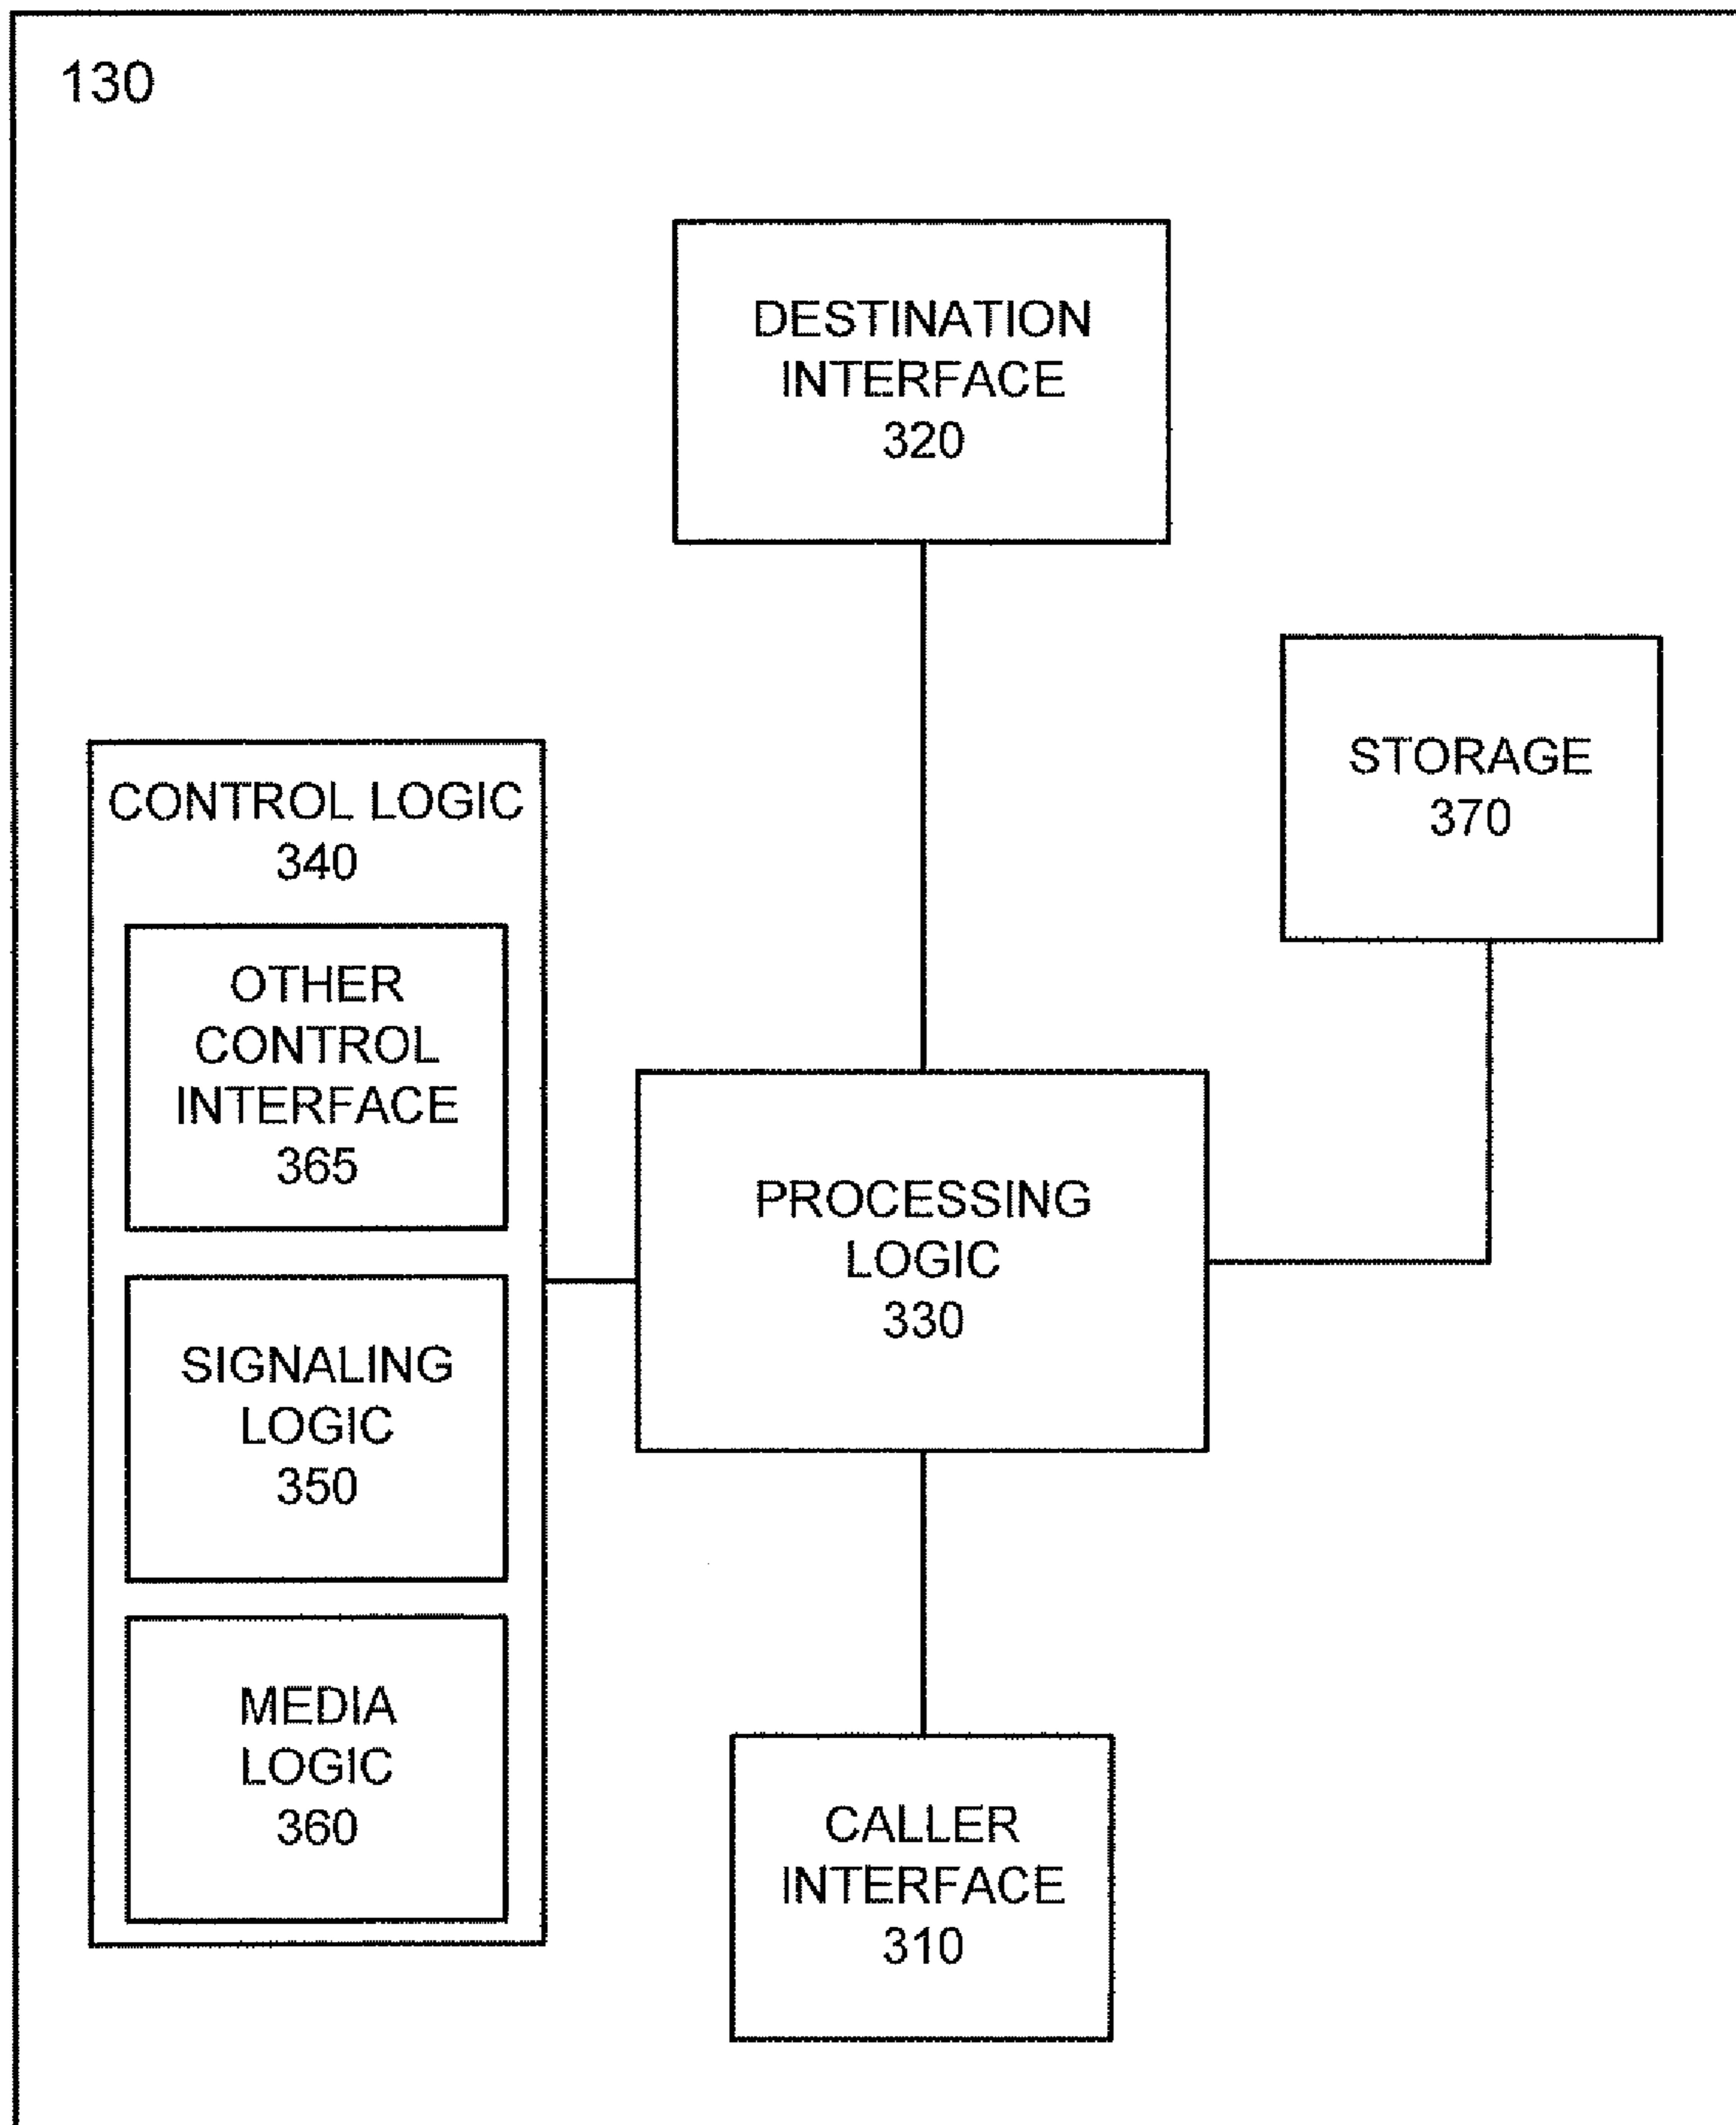 130
DESTINATION
INTERFACE
320
STORAGE
370
CONTROL LOGIC
340
OTHER
CONTROL
INTERFACE
365
SIGNALING
LOGIC
350
MEDIA
LOGIC
360
PROCESSING
LOGIC
330
CALLER
INTERFACE
310